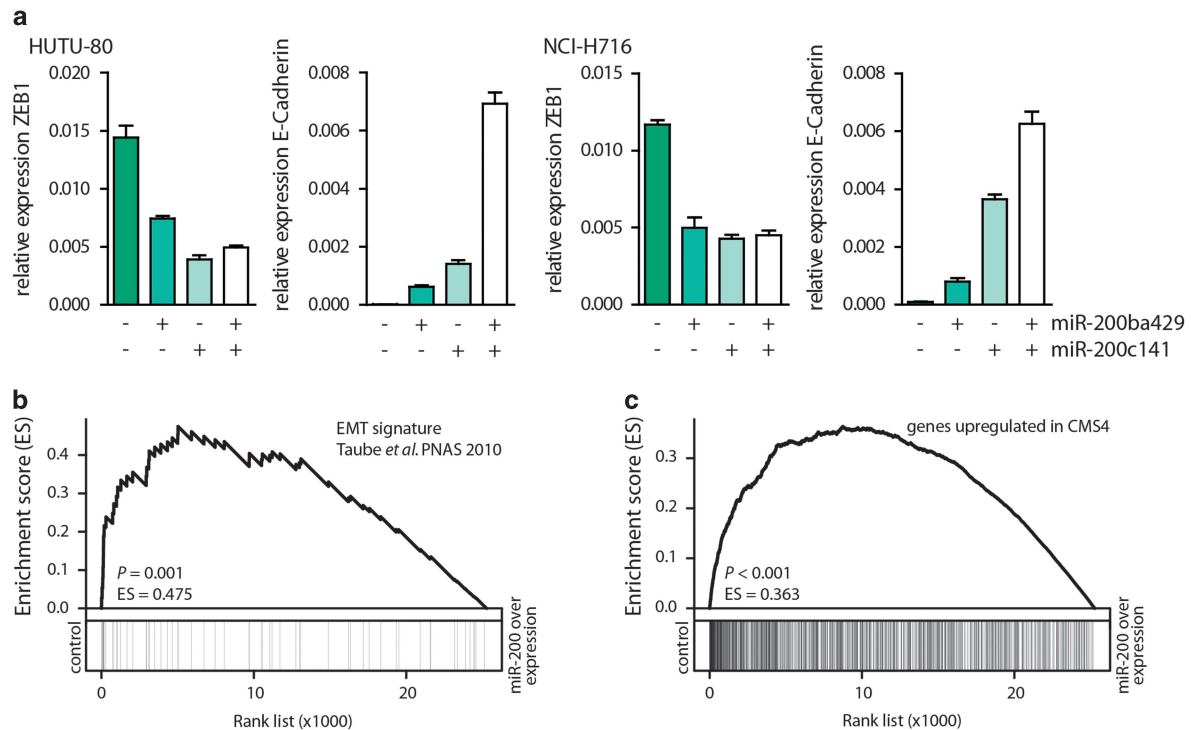 a
HUTU-80
relative expression ZEB1
0.020
0.015
0.010
0.005
0.000
relative expression E-Cadherin
0.008
0.006
0.004
0.002
0.000
NCI-H716
relative expression ZEB1
0.015
0.010
0.005
0.000
relative expression E-Cadherin
0.008
0.006
0.004
0.002
0.000
- + - + - + - + - + - + - + - + miR-200ba429
- - + + - - + + - - + + - - + + miR-200c141
b
Enrichment score (ES)
0.4
0.3
0.2
0.1
0.0
EMT signature
Taube et al. PNAS 2010
P = 0.001
ES = 0.475
control
miR-200 over
expression
0 10 20
Rank list (x1000)
c
Enrichment score (ES)
0.3
0.2
0.1
0.0
genes upregulated in CMS4
P < 0.001
ES = 0.363
control
miR-200 over
expression
0 10 20
Rank list (x1000)